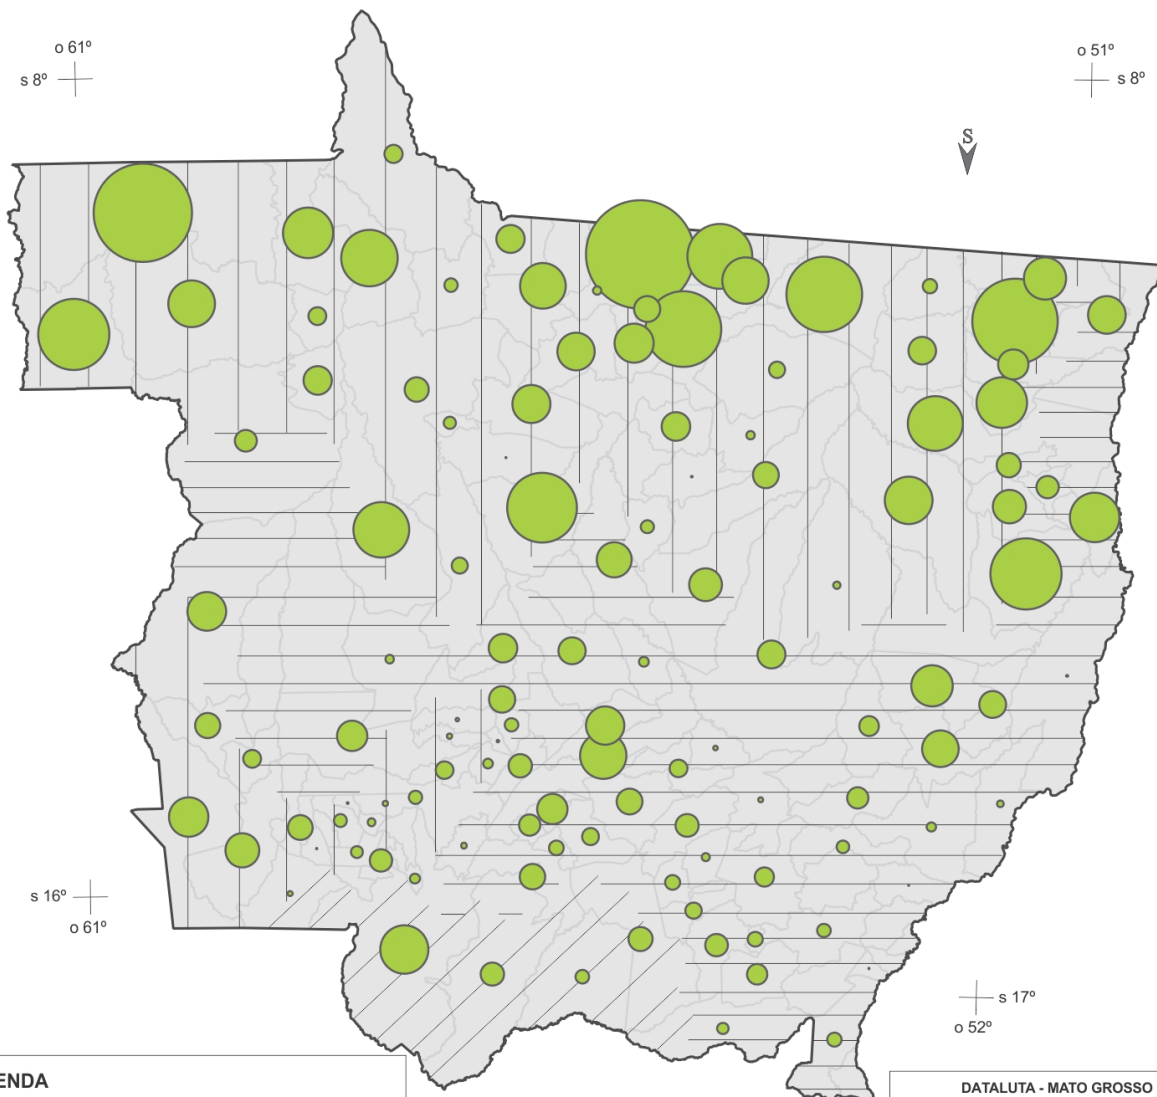 o 61º
s 8º
o 51º
s 8º
S
s 16º
o 61º
s 17º
o 52º
ENDA
DATALUTA - MATO GROSSO